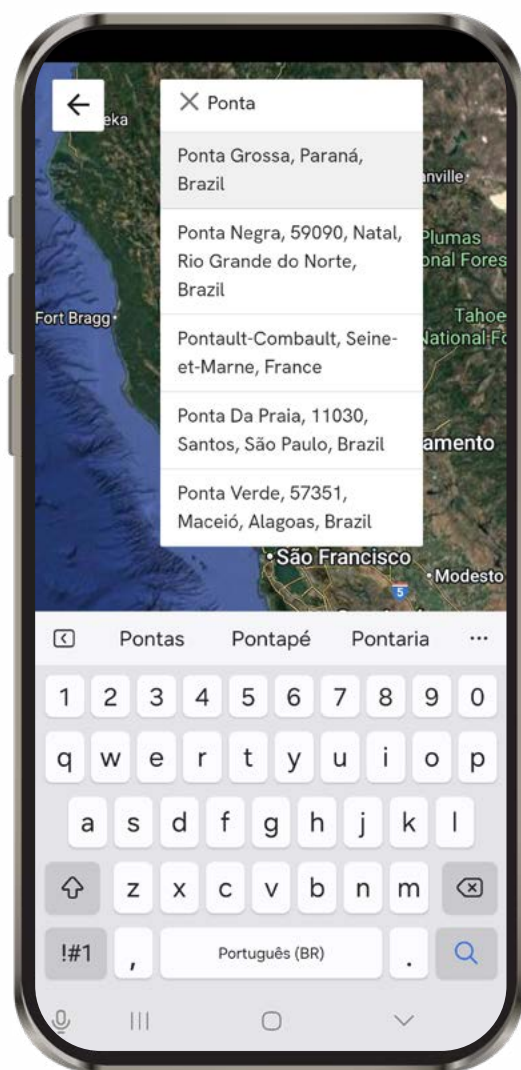 eka
Ponta
Ponta Grossa, Paraná,
Brazil
nville
Ponta Negra, 59090, Natal,
Rio Grande do Norte,
Brazil
Plumas
onal Fores
Fort Bragg
Tahoe
National Fo
Pontault-Combault, Seine-
et-Marne, France
Ponta Da Praia, 11030,
Santos, São Paulo, Brazil
amento
Ponta Verde, 57351,
Maceió, Alagoas, Brazil
São Francisco
Modesto
5
Pontas Pontapé Pontaria ...
1 2 3 4 5 6 7 8 9 0
q w e r t y u i o p
a s d f g h j k l
z x c v b n m
!#1 , Português (BR) .